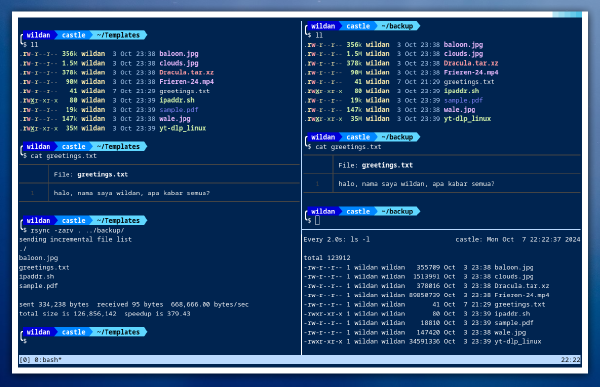 wildan castle ~/Templates
$ ll
.rw-r--r-- 356k wildan 3 Oct 23:38 baloon.jpg
.rw-r--r-- 1.5M wildan 3 Oct 23:38 clouds.jpg
.rw-r--r-- 378k wildan 3 Oct 23:38 Dracula.tar.xz
.rw-r--r-- 90M wildan 3 Oct 23:38 Frieren-24.mp4
.rw-r--r-- 41 wildan 7 Oct 21:29 greetings.txt
.rwxr-xr-x 80 wildan 3 Oct 23:39 ipaddr.sh
.rw-r--r-- 19k wildan 3 Oct 23:39 sample.pdf
.rw-r--r-- 147k wildan 3 Oct 23:38 wale.jpg
.rwxr-xr-x 35M wildan 3 Oct 23:39 yt-dlp_linux
wildan castle ~/Templates
$ cat greetings.txt
File: greetings.txt
1 halo, nama saya wildan, apa kabar semua?
wildan castle ~/Templates
$ rsync -zarv . ../backup/
sending incremental file list
./
baloon.jpg
greetings.txt
ipaddr.sh
sample.pdf
sent 334,238 bytes received 95 bytes 668,666.00 bytes/sec
total size is 126,856,142 speedup is 379.43
wildan castle ~/Templates
$
wildan castle ~/backup
$ ll
.rw-r--r-- 356k wildan 3 Oct 23:38 baloon.jpg
.rw-r--r-- 1.5M wildan 3 Oct 23:38 clouds.jpg
.rw-r--r-- 378k wildan 3 Oct 23:38 Dracula.tar.xz
.rw-r--r-- 90M wildan 3 Oct 23:38 Frieren-24.mp4
.rw-r--r-- 41 wildan 7 Oct 21:29 greetings.txt
.rwxr-xr-x 80 wildan 3 Oct 23:39 ipaddr.sh
.rw-r--r-- 19k wildan 3 Oct 23:39 sample.pdf
.rw-r--r-- 147k wildan 3 Oct 23:38 wale.jpg
.rwxr-xr-x 35M wildan 3 Oct 23:39 yt-dlp_linux
wildan castle ~/backup
$ cat greetings.txt
File: greetings.txt
1 halo, nama saya wildan, apa kabar semua?
wildan castle ~/backup
$
Every 2.0s: ls -l castle: Mon Oct 7 22:22:37 2024
total 123912
-rw-r--r-- 1 wildan wildan 355709 Oct 3 23:38 baloon.jpg
-rw-r--r-- 1 wildan wildan 1513991 Oct 3 23:38 clouds.jpg
-rw-r--r-- 1 wildan wildan 378016 Oct 3 23:38 Dracula.tar.xz
-rw-r--r-- 1 wildan wildan 89850739 Oct 3 23:38 Frieren-24.mp4
-rw-r--r-- 1 wildan wildan 41 Oct 7 21:29 greetings.txt
-rwxr-xr-x 1 wildan wildan 80 Oct 3 23:39 ipaddr.sh
-rw-r--r-- 1 wildan wildan 18810 Oct 3 23:39 sample.pdf
-rw-r--r-- 1 wildan wildan 147420 Oct 3 23:38 wale.jpg
-rwxr-xr-x 1 wildan wildan 34591336 Oct 3 23:39 yt-dlp_linux
[0] 0:bash* 22:22